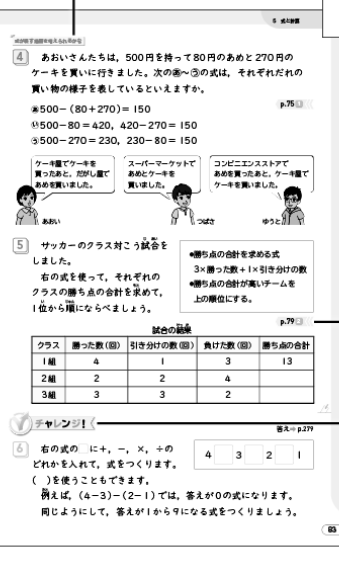 6 式と計算
式が表す場面を考えられるかな
4 あおいさんたちは，500円を持って80円のあめと270円の
ケーキを買いに行きました。次のあ〜うの式は，それぞれだれの
買い物の様子を表しているといえますか。
p.75
あ500−(80+270)=150
い500−80=420，420−270=150
う500−270=230，230−80=150
ケーキ屋でケーキを
買ったあと，だがし屋で
あめを買いました。
あおい
スーパーマーケットで
あめとケーキを
買いました。
つばさ
コンビニエンスストアで
あめを買ったあと，ケーキ屋で
ケーキを買いました。
ゆうと
5 サッカーのクラス対こう試合を
しました。
右の式を使って，それぞれの
クラスの勝ち点の合計を求めて，
1位から順にならべましょう。
●勝ち点の合計を求める式
3×勝った数+1×引き分けの数
●勝ち点の合計が高いチームを
上の順位にする。
p.79
試合の結果
クラス 勝った数(回) 引き分けの数(回) 負けた数(回) 勝ち点の合計
1組 4 1 3 13
2組 2 2 4
3組 3 3 2
チャレンジ!
答え⇒p.279
6 右の式の□に+，−，×，÷の
どれかを入れて，式をつくります。
( )を使うこともできます。
例えば，(4−3)−(2−1)では，答えが0の式になります。
同じようにして，答えが1から9になる式をつくりましょう。
4 □ 3 □ 2 □ 1
83